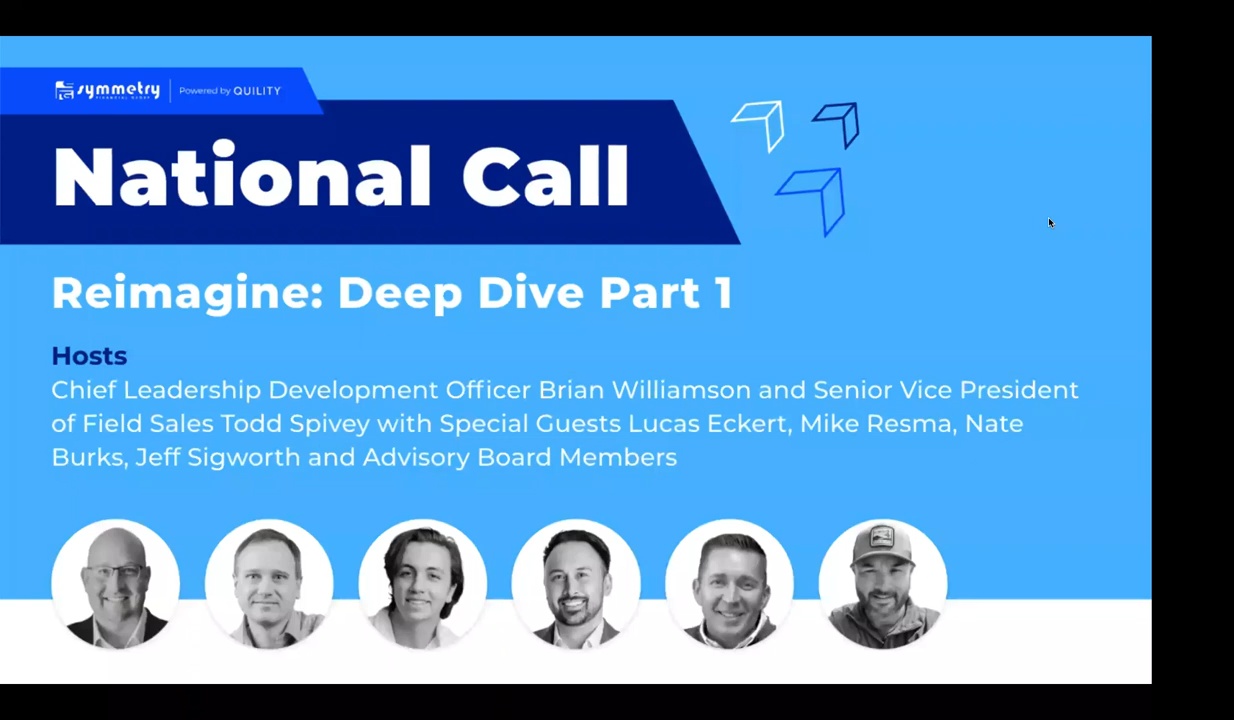 symmetry
FINANCIAL GROUP
Powered by QUILITY
National Call
Reimagine: Deep Dive Part 1
Hosts
Chief Leadership Development Officer Brian Williamson and Senior Vice President
of Field Sales Todd Spivey with Special Guests Lucas Eckert, Mike Resma, Nate
Burks, Jeff Sigworth and Advisory Board Members